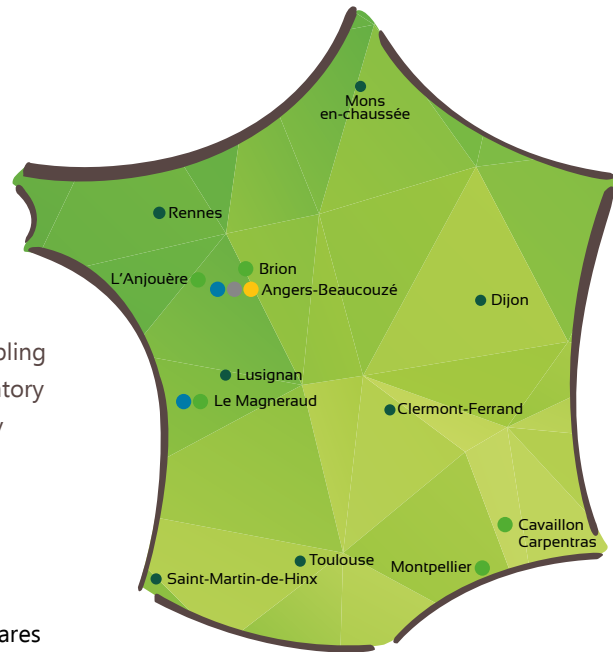 Mons
en-chaussée
Rennes
Brion
L'Anjouère
Angers-Beaucouzé
Dijon
Lusignan
Le Magneraud
Clermont-Ferrand
Cavaillon
Carpentras
Toulouse
Montpellier
Saint-Martin-de-Hinx